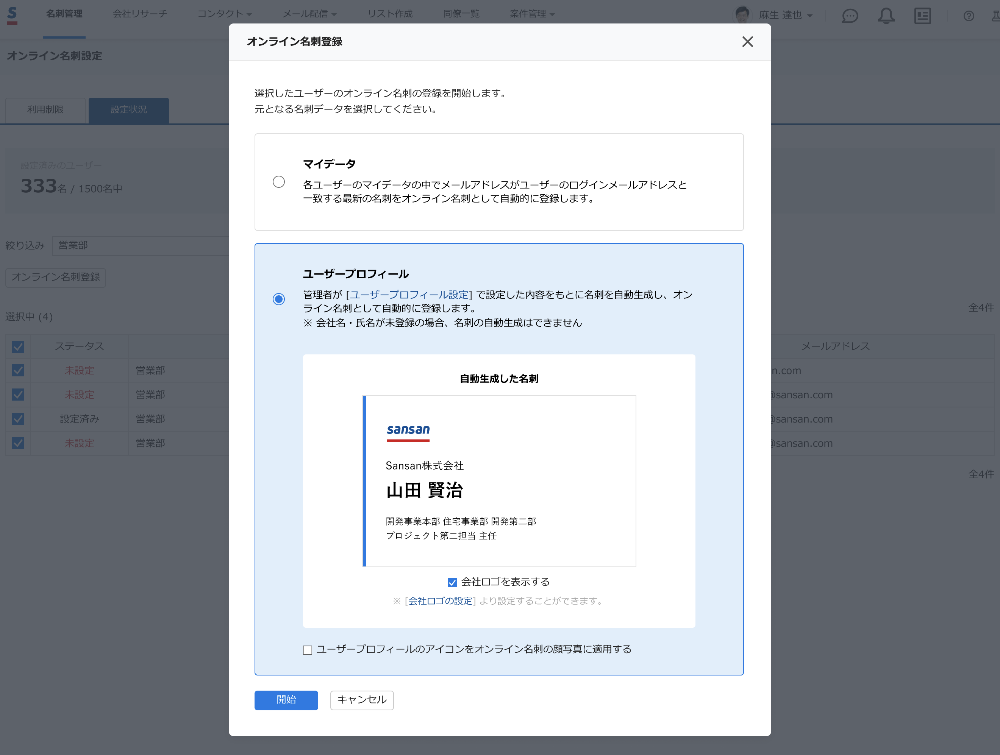 S
名刺管理
会社リサーチ
コンタクト
メール配信
リスト作成
同僚一覧
案件管理
麻生 達也
オンライン名刺設定
利用制限
設定状況
設定済みのユーザー
333名 / 1500名中
絞り込み
営業部
オンライン名刺登録
選択中 (4)
全4件
ステータス
メールアドレス
未設定 営業部 n.com
未設定 営業部 @sansan.com
設定済み 営業部 @sansan.com
未設定 営業部 @sansan.com
全4件
オンライン名刺登録
選択したユーザーのオンライン名刺の登録を開始します。
元となる名刺データを選択してください。
マイデータ
各ユーザーのマイデータの中でメールアドレスがユーザーのログインメールアドレスと
一致する最新の名刺をオンライン名刺として自動的に登録します。
ユーザープロフィール
管理者が [ユーザープロフィール設定] で設定した内容をもとに名刺を自動生成し、オン
ライン名刺として自動的に登録します。
※ 会社名・氏名が未登録の場合、名刺の自動生成はできません
自動生成した名刺
sansan
Sansan株式会社
山田 賢治
開発事業本部 住宅事業部 開発第二部
プロジェクト第二担当 主任
会社ロゴを表示する
※ [会社ロゴの設定] より設定することができます。
ユーザープロフィールのアイコンをオンライン名刺の顔写真に適用する
開始
キャンセル